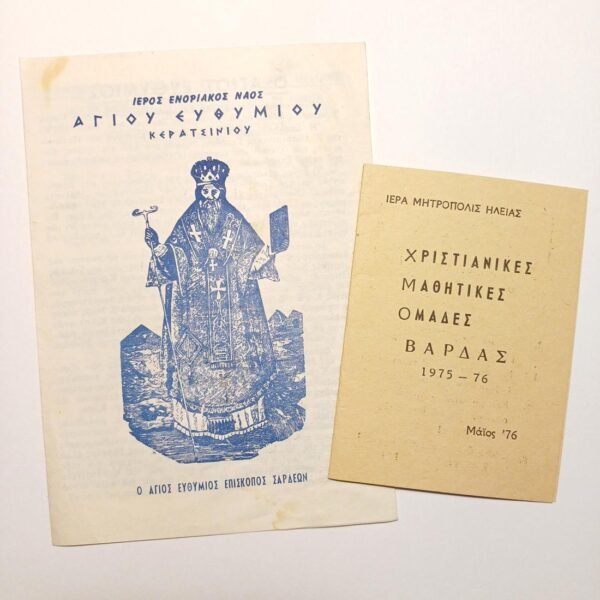 ΙΕΡΟΣ ΕΝΟΡΙΑΚΟΣ ΝΑΟΣ
ΑΓΙΟΥ ΕΥΘΥΜΙΟΥ
ΚΕΡΑΤΣΙΝΙΟΥ
Ο ΑΓΙΟΣ ΕΥΘΥΜΙΟΣ ΕΠΙΣΚΟΠΟΣ ΣΑΡΔΕΩΝ
ΙΕΡΑ ΜΗΤΡΟΠΟΛΙΣ ΗΛΕΙΑΣ
ΧΡΙΣΤΙΑΝΙΚΕΣ
ΜΑΘΗΤΙΚΕΣ
ΟΜΑΔΕΣ
ΒΑΡΔΑΣ
1975 – 76
Μάϊος '76